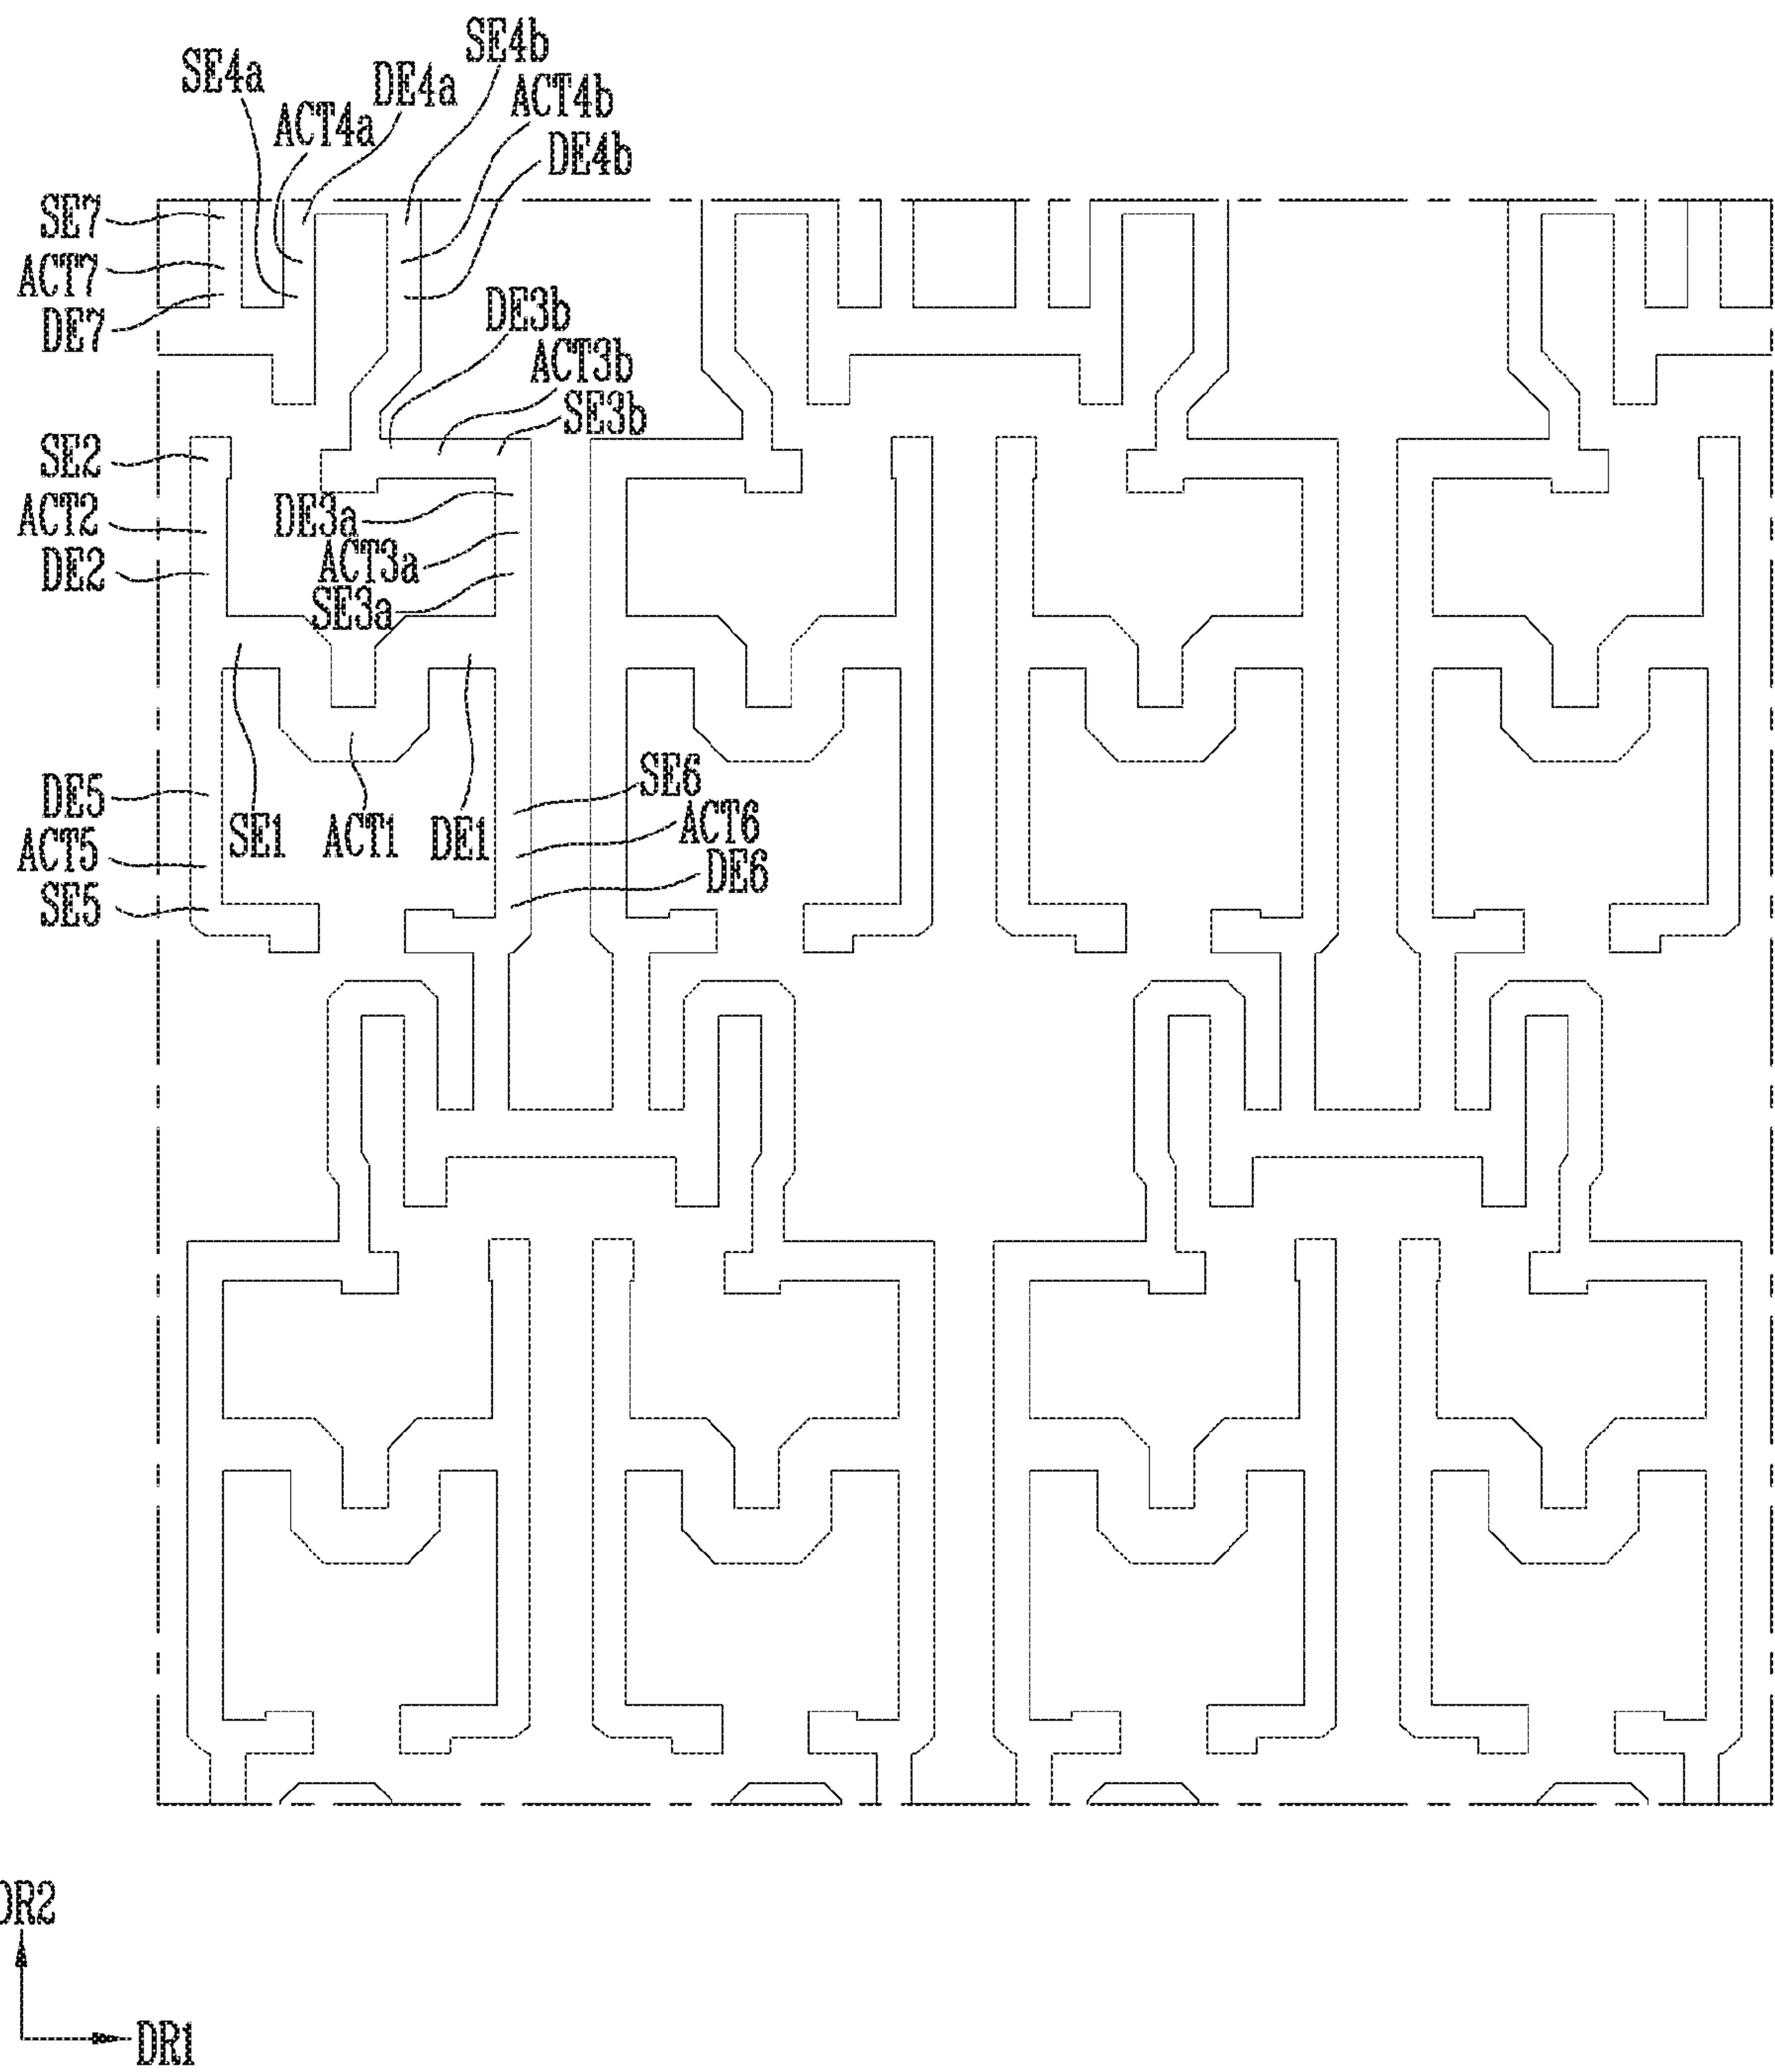 SE4b
SE4a
DE4a
ACT4b
ACT4a
DE4b
SE7
ACT7
DE7
DE3b
ACT3b
SE3b
SE2
DE3a
ACT2
ACT3a
DE2
SE3a
SE6
DE5
ACT6
SE1 ACT1 DE1
ACT5
DE6
SE5
DR2
DR1